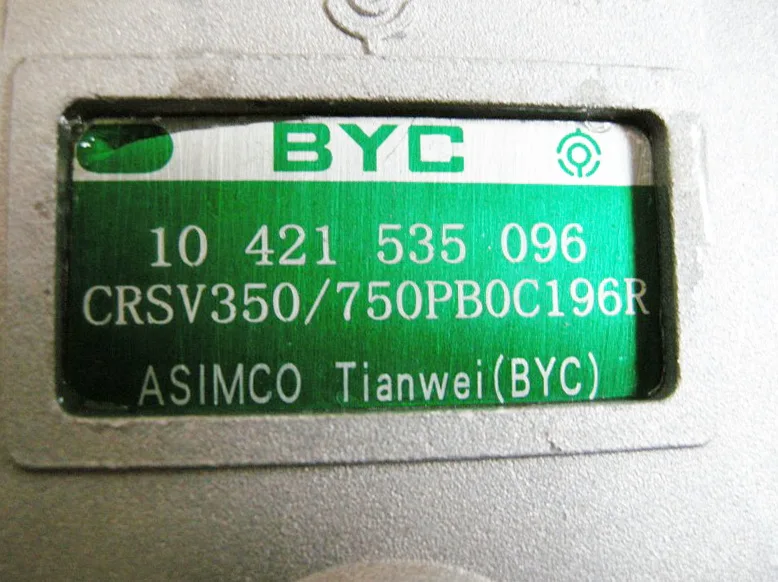 BYC
10 421 535 096
CRSV350/750PB0C196R
ASIMCO Tianwei(BYC)